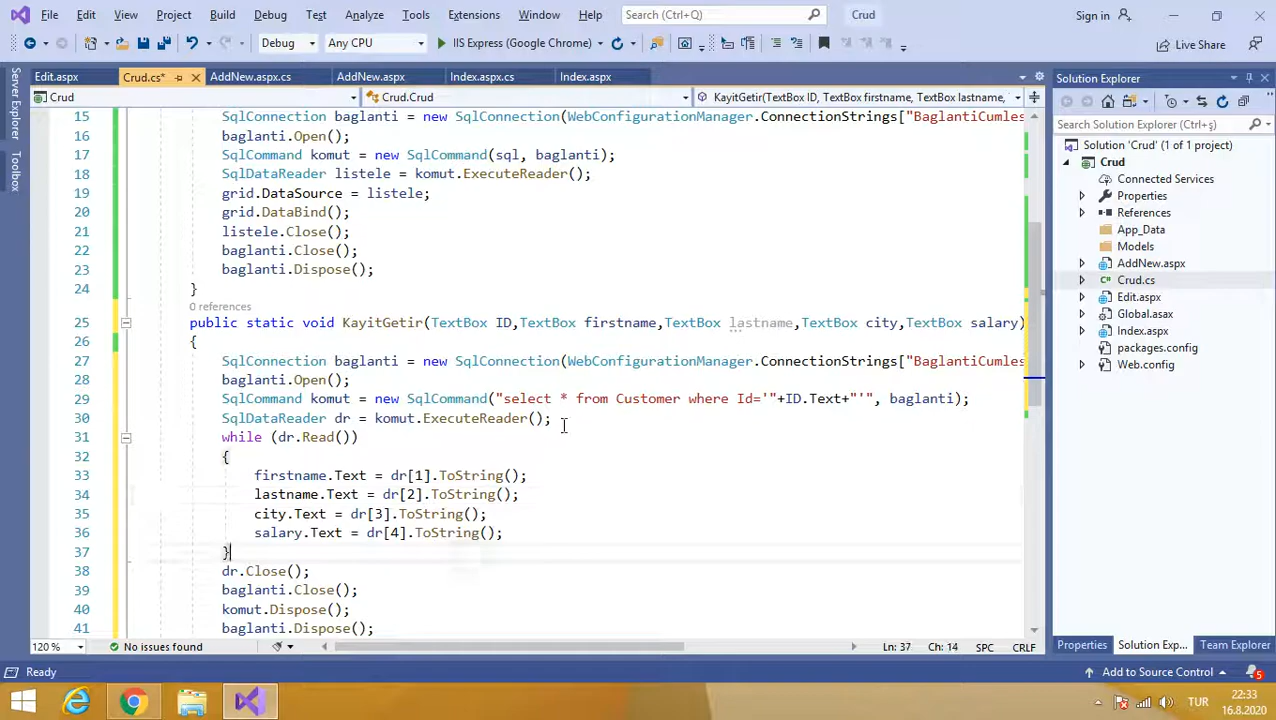 File Edit View Project Build Debug Test Analyze Tools Extensions Window Help Search (Ctrl+Q) Crud Sign in
Debug Any CPU IIS Express (Google Chrome) Live Share
Server Explorer
Toolbox
Edit.aspx Crud.cs* AddNew.aspx.cs AddNew.aspx Index.aspx.cs Index.aspx
Crud Crud.Crud KayitGetir(TextBox ID, TextBox firstname, TextBox lastname,
15 SqlConnection baglanti = new SqlConnection(WebConfigurationManager.ConnectionStrings["BaglantiCumles
16 baglanti.Open();
17 SqlCommand komut = new SqlCommand(sql, baglanti);
18 SqlDataReader listele = komut.ExecuteReader();
19 grid.DataSource = listele;
20 grid.DataBind();
21 listele.Close();
22 baglanti.Close();
23 baglanti.Dispose();
24 }
0 references
25 public static void KayitGetir(TextBox ID,TextBox firstname,TextBox lastname,TextBox city,TextBox salary)
26 {
27 SqlConnection baglanti = new SqlConnection(WebConfigurationManager.ConnectionStrings["BaglantiCumles
28 baglanti.Open();
29 SqlCommand komut = new SqlCommand("select * from Customer where Id='"+ID.Text+"'", baglanti);
30 SqlDataReader dr = komut.ExecuteReader();
31 while (dr.Read())
32 {
33 firstname.Text = dr[1].ToString();
34 lastname.Text = dr[2].ToString();
35 city.Text = dr[3].ToString();
36 salary.Text = dr[4].ToString();
37 }
38 dr.Close();
39 baglanti.Close();
40 komut.Dispose();
41 baglanti.Dispose();
120 % No issues found Ln: 37 Ch: 14 SPC CRLF
Solution Explorer
Search Solution Explorer (Ctrl+ş)
Solution 'Crud' (1 of 1 project)
Crud
Connected Services
Properties
References
App_Data
Models
AddNew.aspx
Crud.cs
Edit.aspx
Global.asax
Index.aspx
packages.config
Web.config
Properties Solution Exp... Team Explorer
Ready Add to Source Control 5
TUR 22:33
16.8.2020